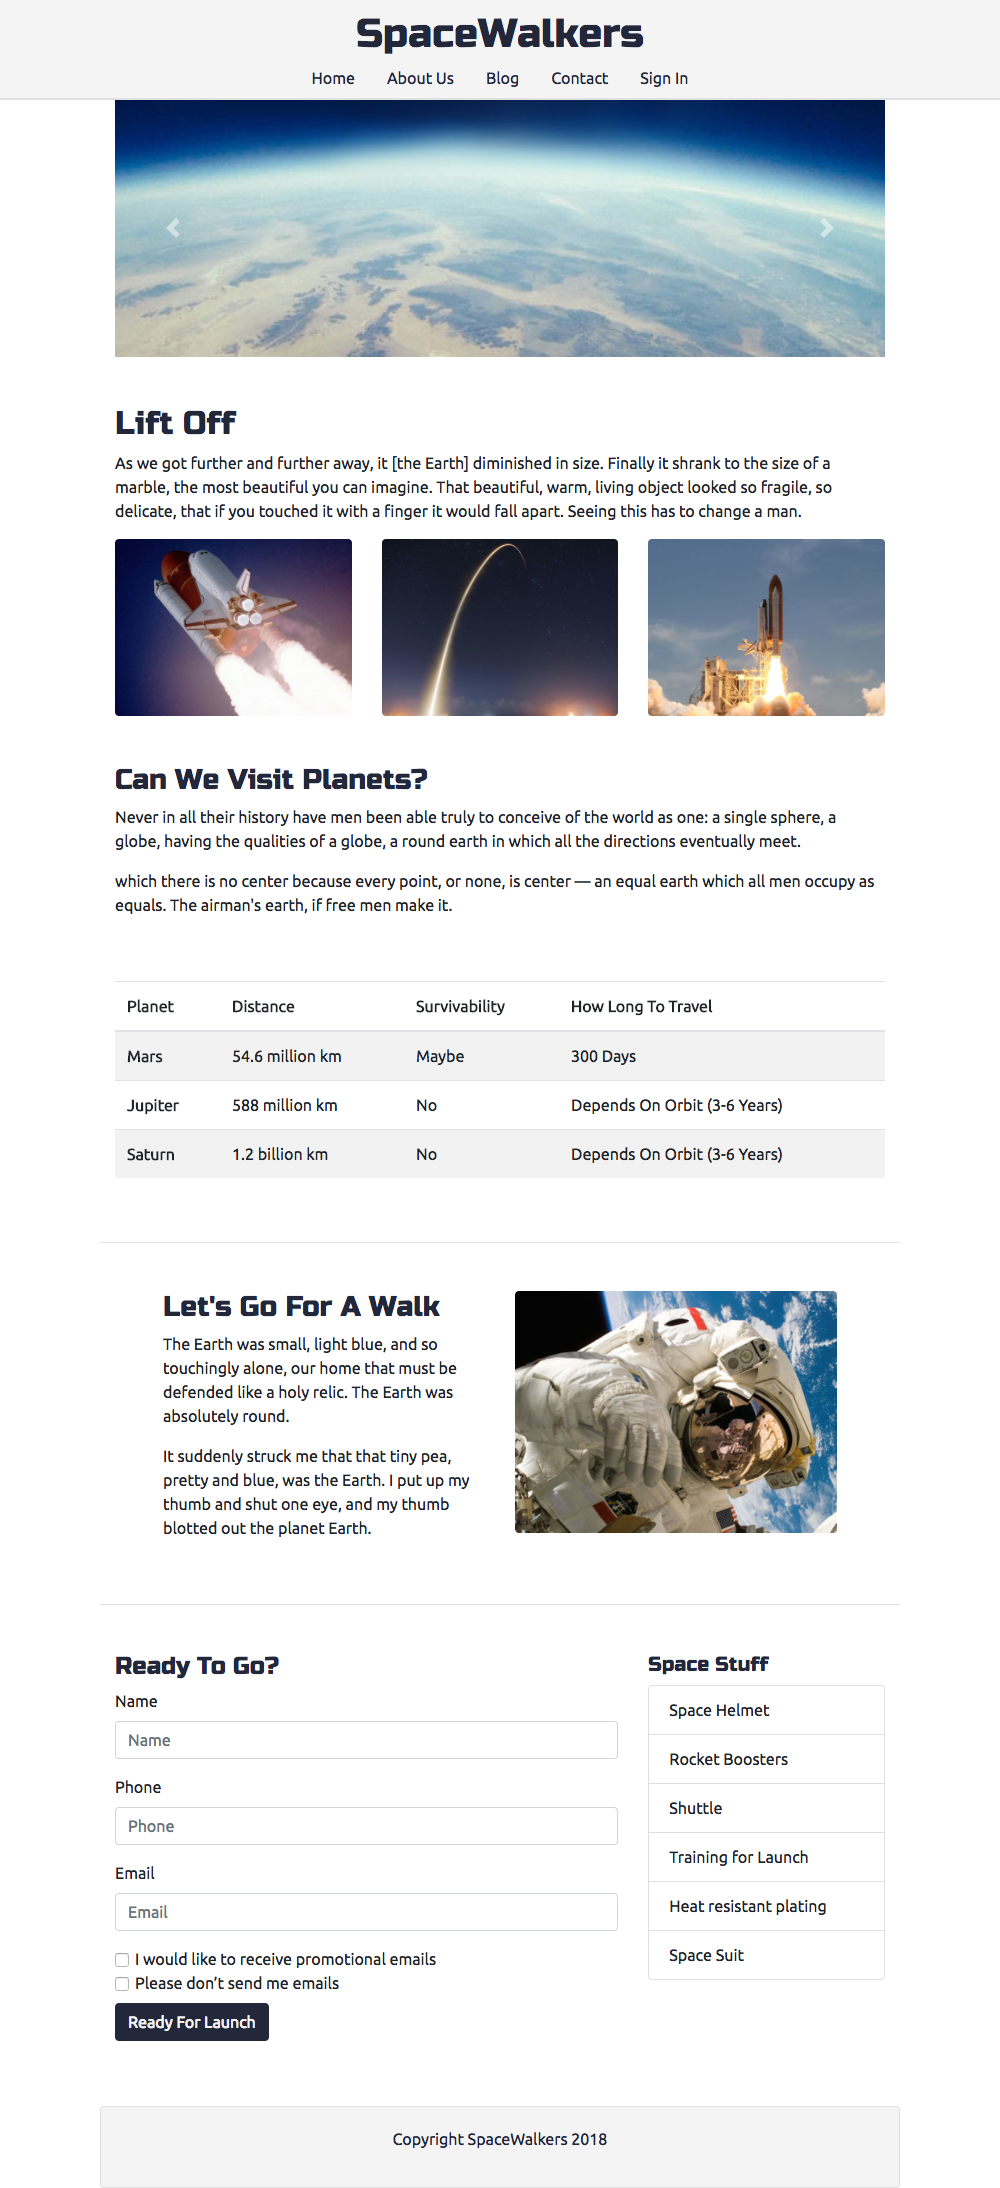 SpaceWalkers
Home About Us Blog Contact Sign In
Lift Off
As we got further and further away, it [the Earth] diminished in size. Finally it shrank to the size of a
marble, the most beautiful you can imagine. That beautiful, warm, living object looked so fragile, so
delicate, that if you touched it with a finger it would fall apart. Seeing this has to change a man.
Can We Visit Planets?
Never in all their history have men been able truly to conceive of the world as one: a single sphere, a
globe, having the qualities of a globe, a round earth in which all the directions eventually meet.
which there is no center because every point, or none, is center — an equal earth which all men occupy as
equals. The airman's earth, if free men make it.
Planet Distance Survivability How Long To Travel
Mars 54.6 million km Maybe 300 Days
Jupiter 588 million km No Depends On Orbit (3-6 Years)
Saturn 1.2 billion km No Depends On Orbit (3-6 Years)
Let's Go For A Walk
The Earth was small, light blue, and so
touchingly alone, our home that must be
defended like a holy relic. The Earth was
absolutely round.
It suddenly struck me that that tiny pea,
pretty and blue, was the Earth. I put up my
thumb and shut one eye, and my thumb
blotted out the planet Earth.
Ready To Go?
Name
Name
Phone
Phone
Email
Email
I would like to receive promotional emails
Please don’t send me emails
Ready For Launch
Space Stuff
Space Helmet
Rocket Boosters
Shuttle
Training for Launch
Heat resistant plating
Space Suit
Copyright SpaceWalkers 2018